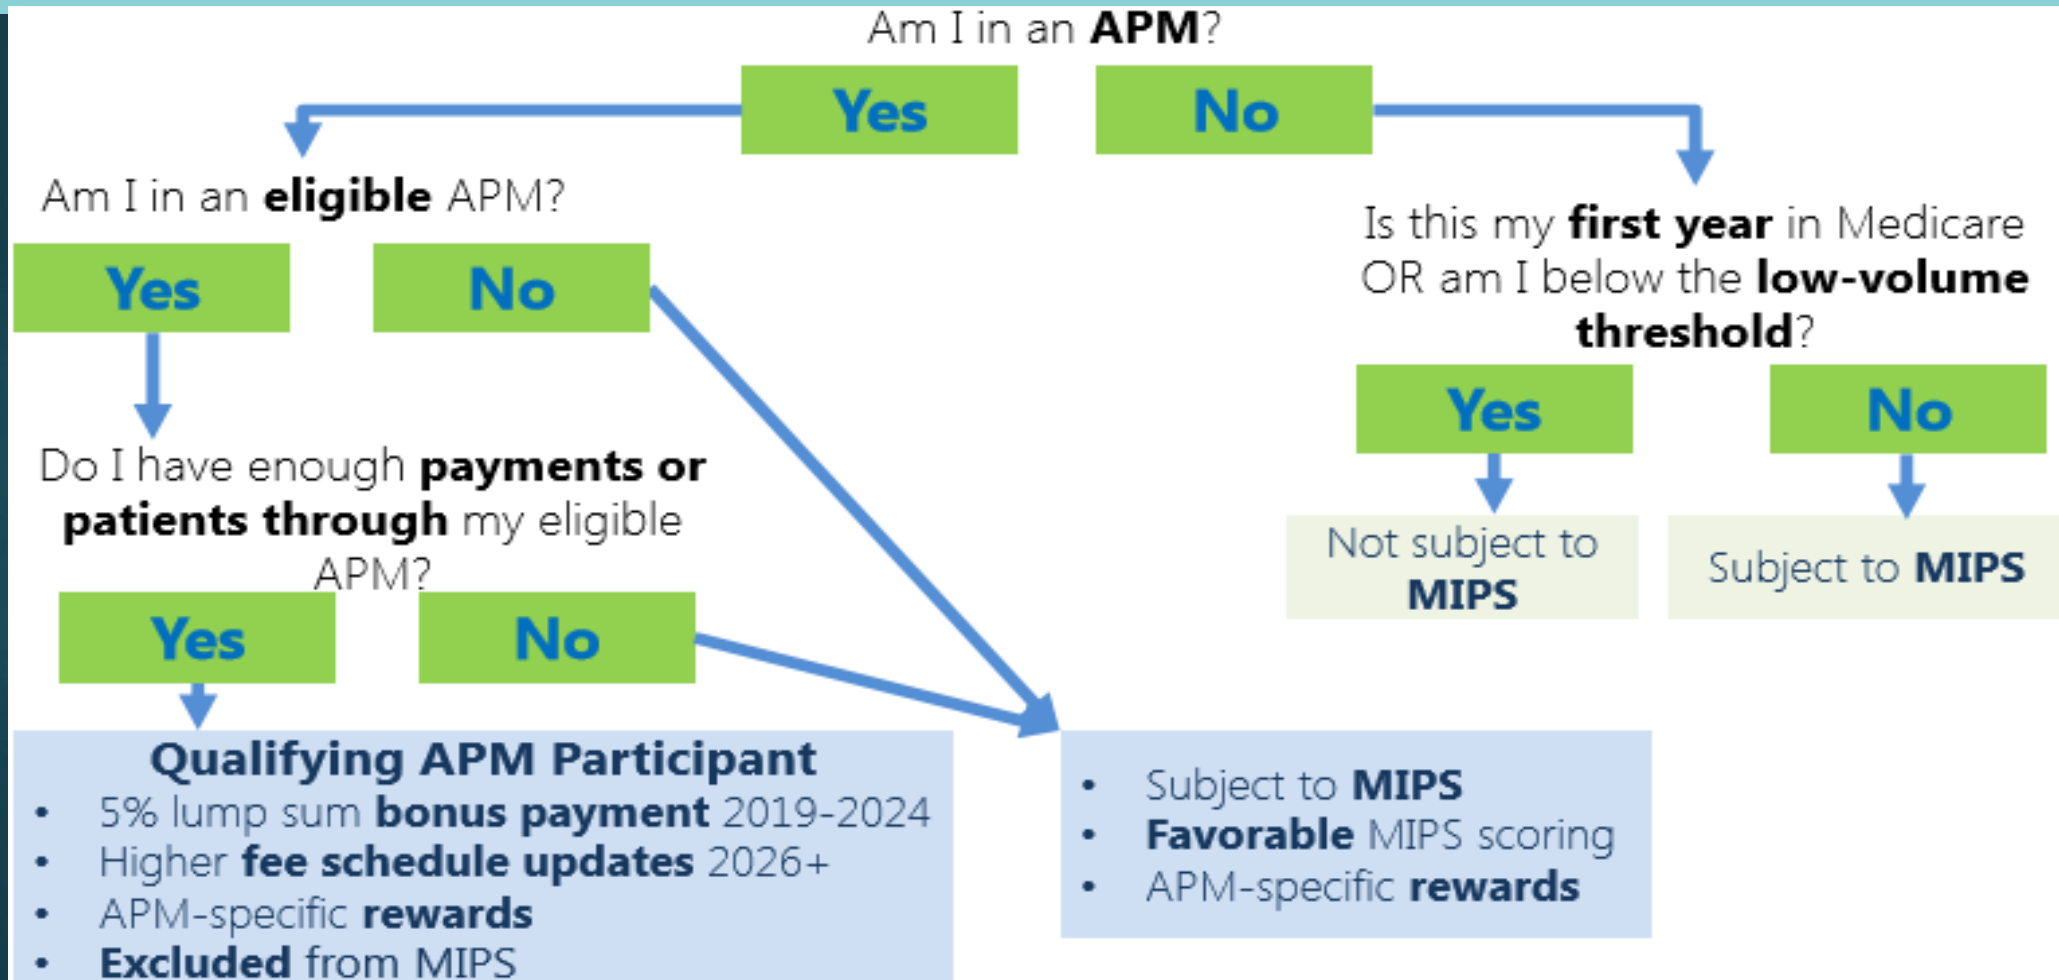 Am I in an APM?
Yes
No
Am I in an eligible APM?
Yes
No
Is this my first year in Medicare
OR am I below the low-volume
threshold?
Yes
No
Not subject to
MIPS
Subject to MIPS
Do I have enough payments or
patients through my eligible
APM?
Yes
No
Qualifying APM Participant
• 5% lump sum bonus payment 2019-2024
• Higher fee schedule updates 2026+
• APM-specific rewards
• Excluded from MIPS
• Subject to MIPS
• Favorable MIPS scoring
• APM-specific rewards